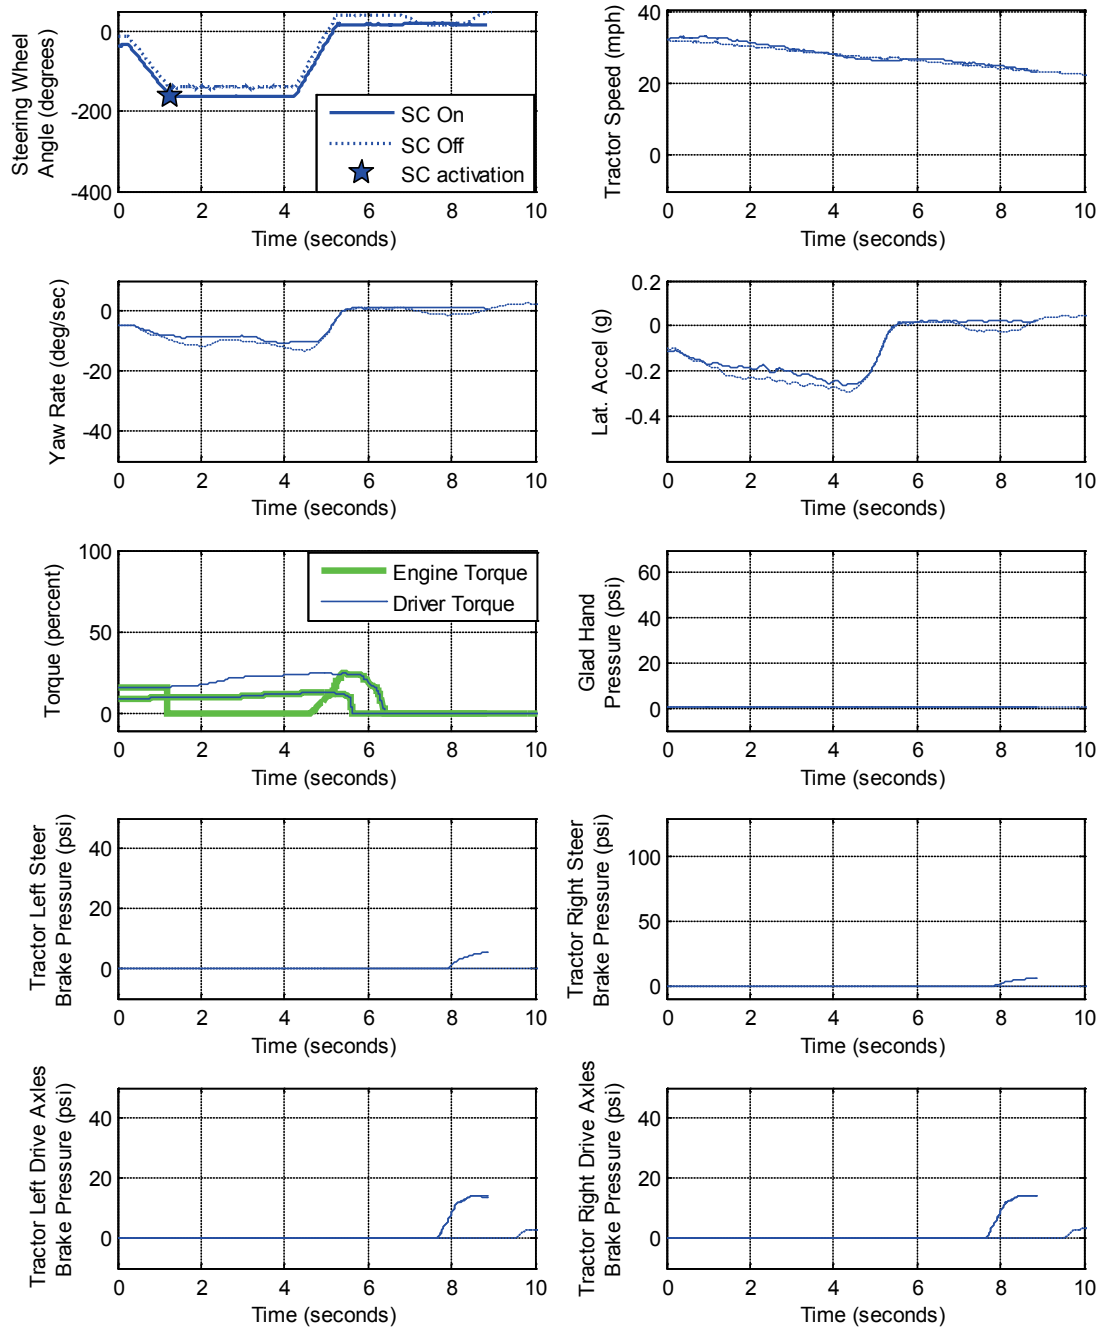 Steering Wheel
Angle (degrees)
0
-200
-400
SC On
SC Off
SC activation
0 2 4 6 8 10
Time (seconds)
Tractor Speed (mph)
40
20
0
0 2 4 6 8 10
Time (seconds)
Yaw Rate (deg/sec)
0
-20
-40
0 2 4 6 8 10
Time (seconds)
Lat. Accel (g)
0.2
0
-0.2
-0.4
0 2 4 6 8 10
Time (seconds)
Torque (percent)
100
50
0
Engine Torque
Driver Torque
0 2 4 6 8 10
Time (seconds)
Glad Hand
Pressure (psi)
60
40
20
0
0 2 4 6 8 10
Time (seconds)
Tractor Left Steer
Brake Pressure (psi)
40
20
0
0 2 4 6 8 10
Time (seconds)
Tractor Right Steer
Brake Pressure (psi)
100
50
0
0 2 4 6 8 10
Time (seconds)
Tractor Left Drive Axles
Brake Pressure (psi)
40
20
0
0 2 4 6 8 10
Time (seconds)
Tractor Right Drive Axles
Brake Pressure (psi)
40
20
0
0 2 4 6 8 10
Time (seconds)